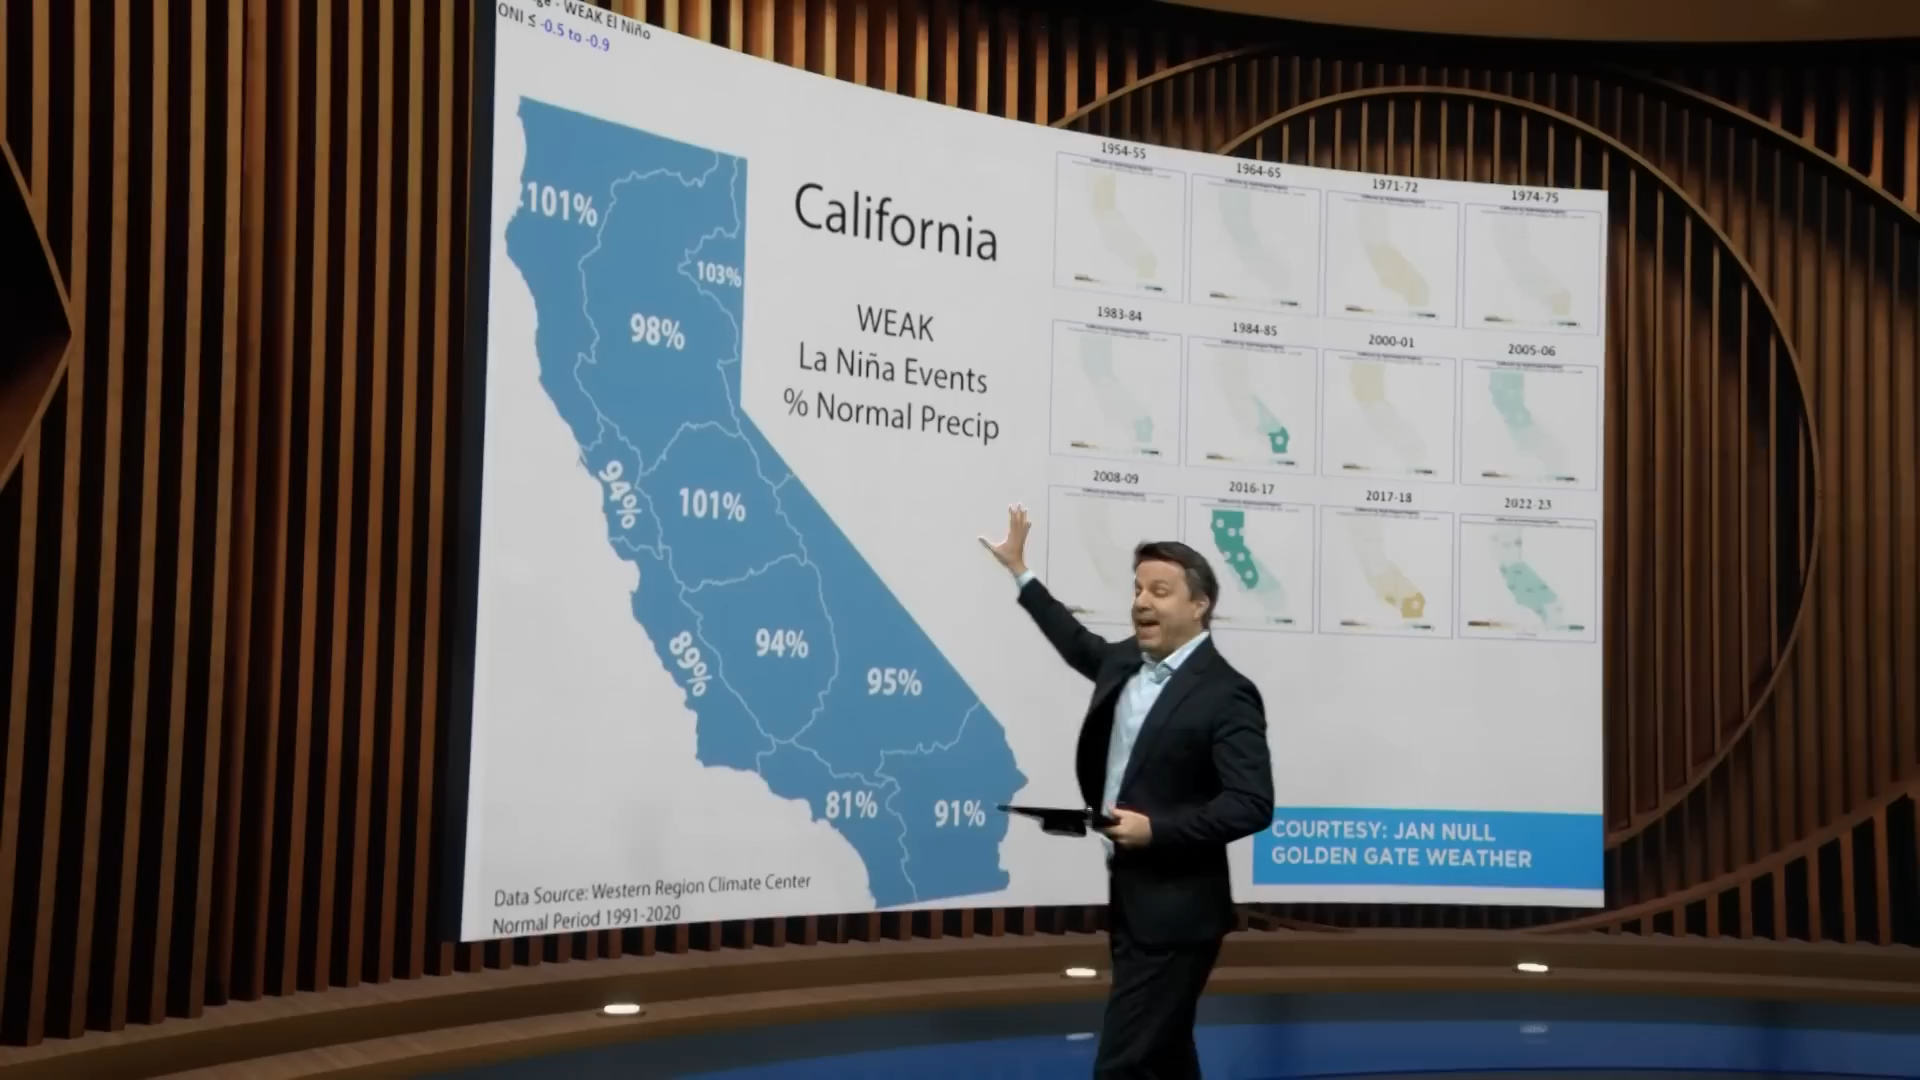 WEAK El Niño
ONI ≤ -0.5 to -0.9
101%
103%
98%
94%
101%
89%
94%
95%
81%
91%
California
WEAK
La Niña Events
% Normal Precip
1954-55
1964-65
1971-72
1974-75
1983-84
1984-85
2000-01
2005-06
2008-09
2016-17
2017-18
2022-23
Data Source: Western Region Climate Center
Normal Period 1991-2020
COURTESY: JAN NULL
GOLDEN GATE WEATHER